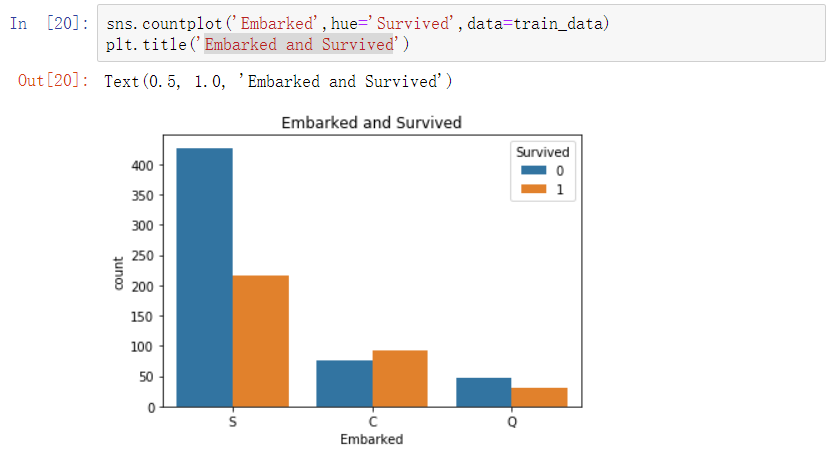 In [20]: sns.countplot('Embarked',hue='Survived',data=train_data)
plt.title('Embarked and Survived')
Out[20]: Text(0.5, 1.0, 'Embarked and Survived')
Embarked and Survived
Survived
0
1
400
350
300
250
200
150
100
50
0
count
S C Q
Embarked